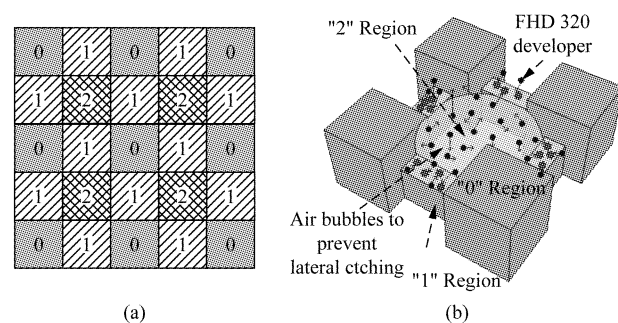 0 1 0 1 0
1 2 1 2 1
0 1 0 1 0
1 2 1 2 1
0 1 0 1 0
(a)
"2" Region
FHD 320
developer
"0" Region
Air bubbles to
prevent
lateral ctching
"1" Region
(b)